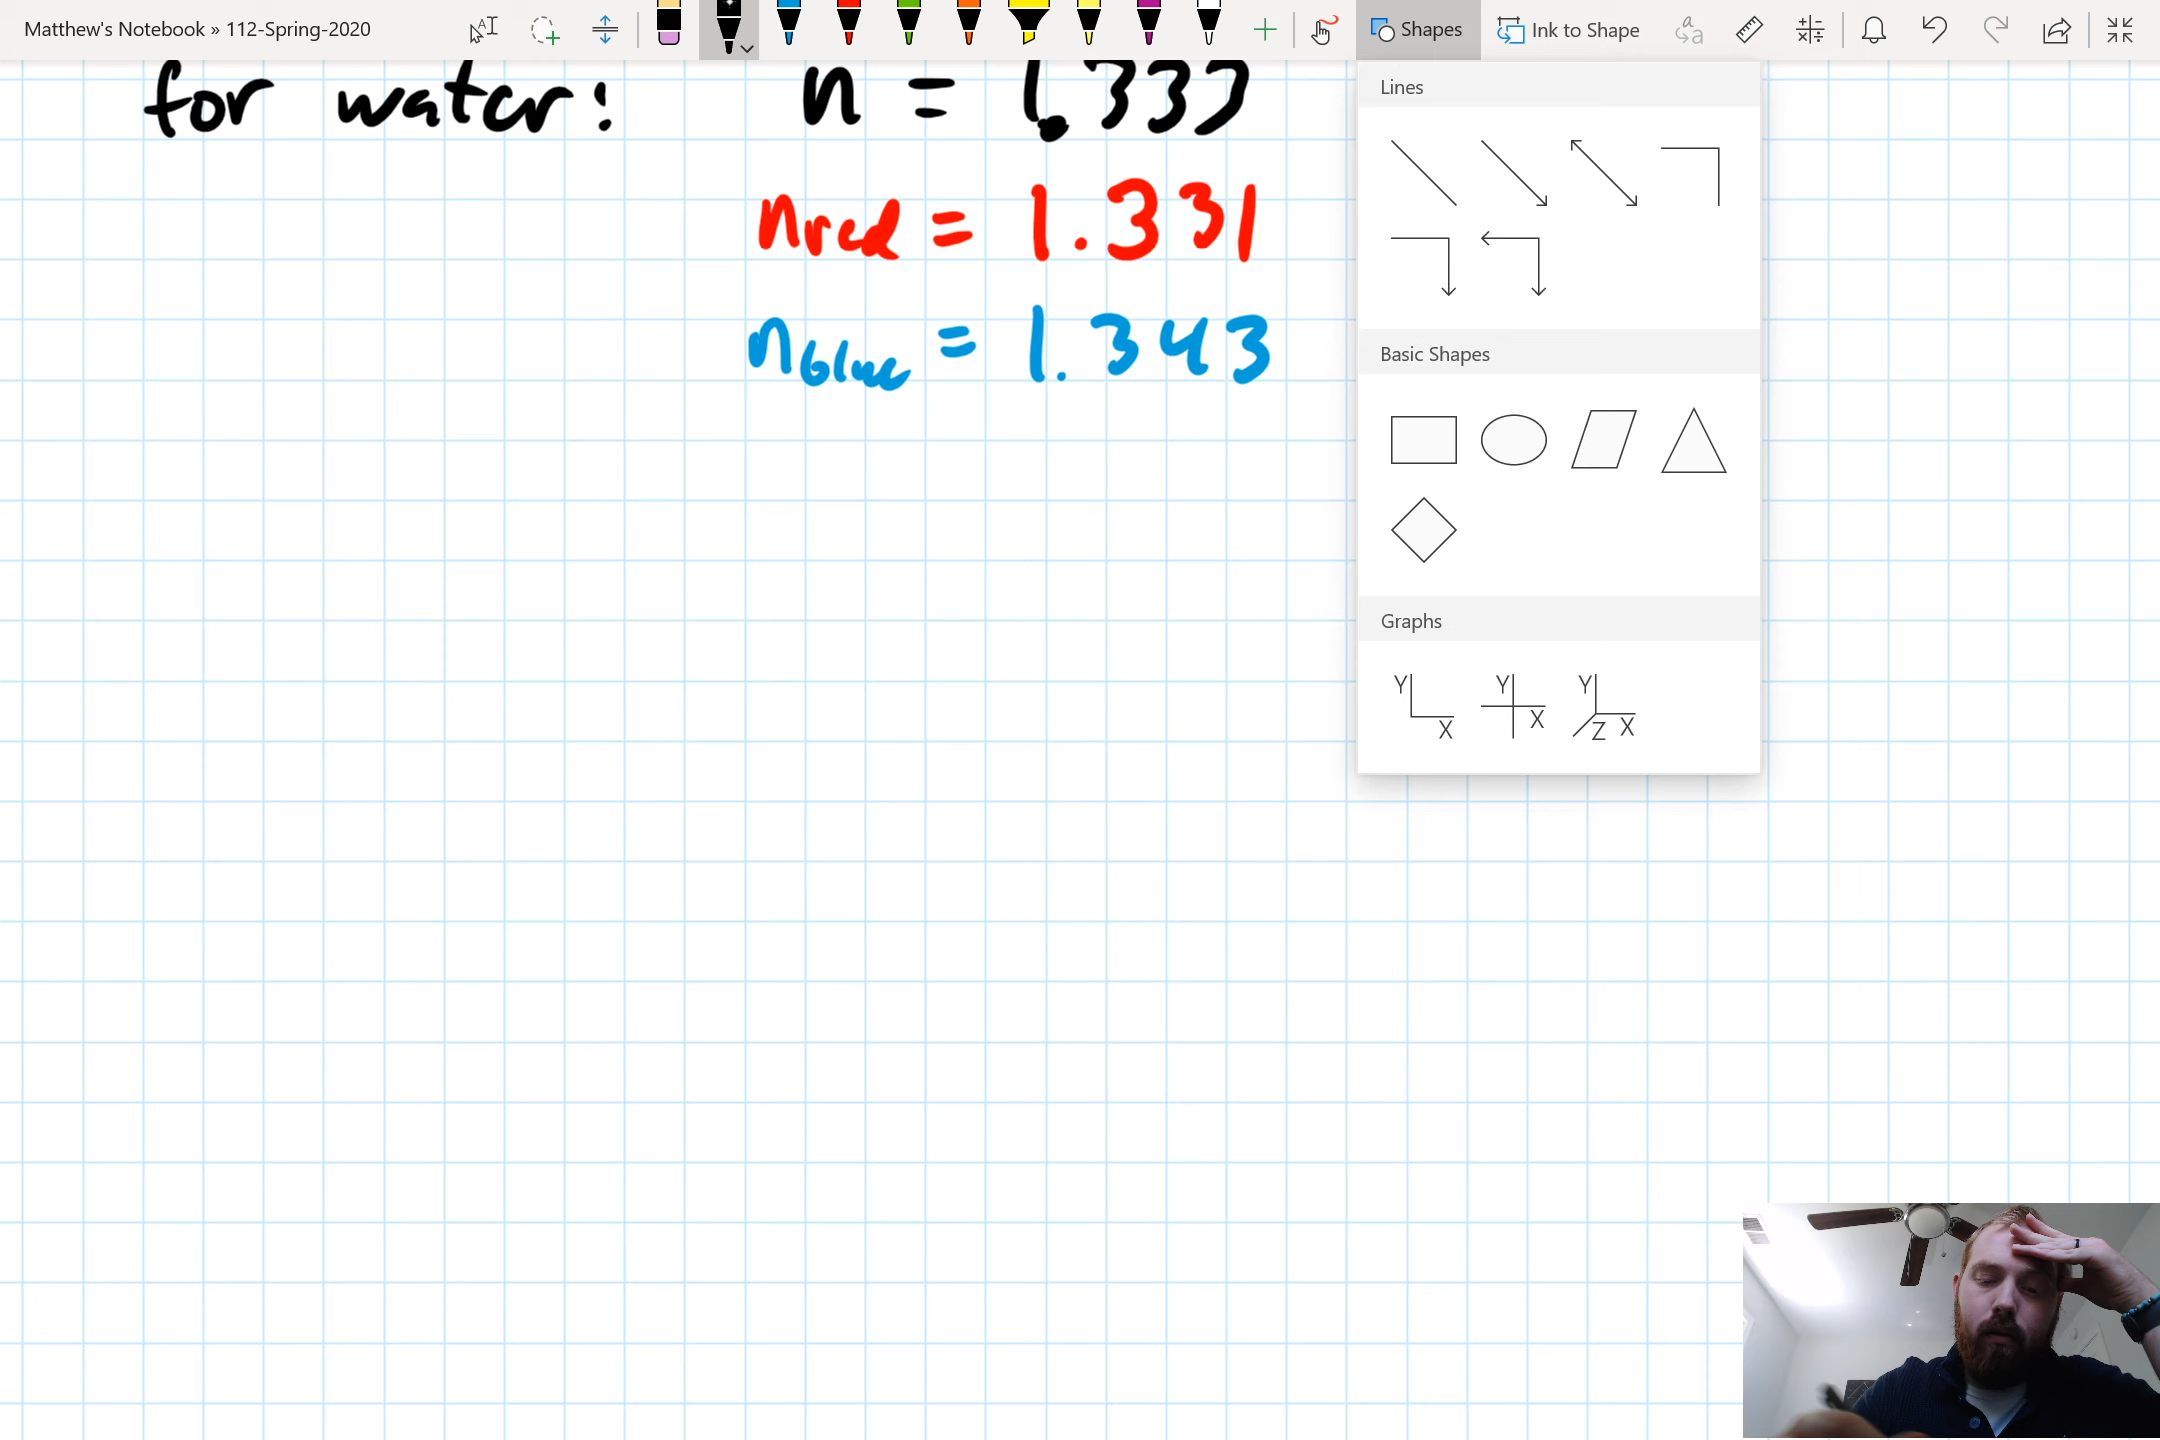 Matthew's Notebook » 112-Spring-2020
Shapes
Ink to Shape
for water:
n = 1.333
nred = 1.331
nblue = 1.343
Lines
Basic Shapes
Graphs
Y X
Y X
Y Z X